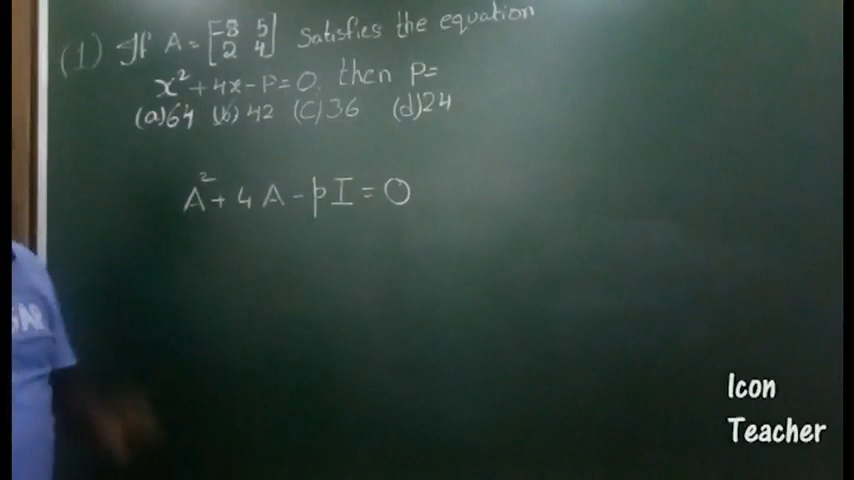 (1) If A = [-8 5
2 4] Satisfies the equation
x² + 4x - P = 0, then P =
(a) 64 (b) 42 (C) 36 (d) 24
A² + 4A - pI = O
Icon
Teacher